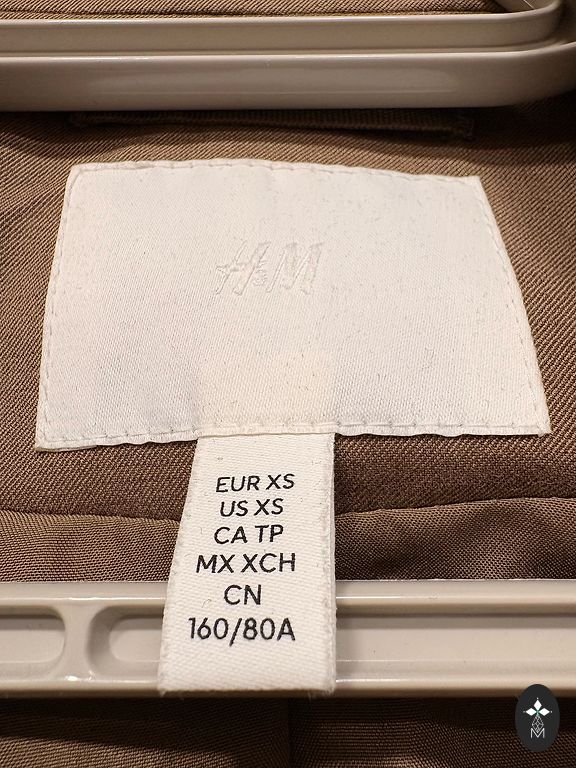 H&M
EUR XS
US XS
CA TP
MX XCH
CN
160/80A
M